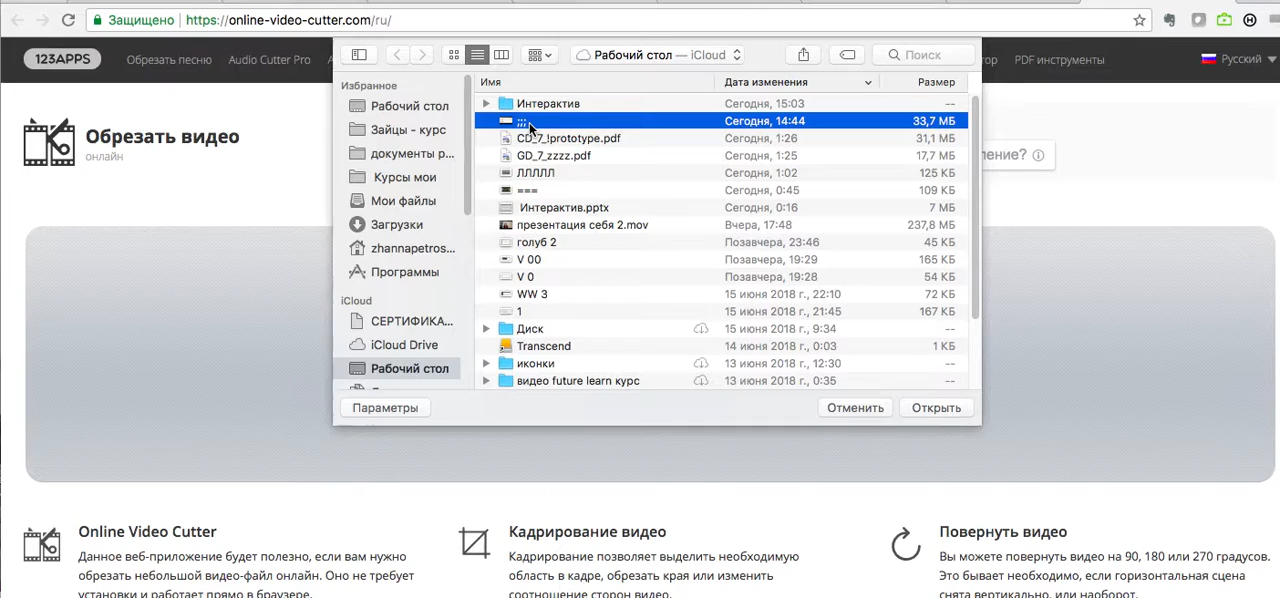 Защищено
https://online-video-cutter.com/ru/
123APPS
Обрезать песню
Audio Cutter Pro
PDF инструменты
Русский
Рабочий стол — iCloud
Поиск
Обрезать видео
онлайн
Избранное
Рабочий стол
Зайцы - курс
документы р...
Курсы мои
Мои файлы
Загрузки
zhannapetros...
Программы
iCloud
СЕРТИФИКА...
iCloud Drive
Рабочий стол
Имя Дата изменения Размер
Интерактив Сегодня, 15:03 --
;;; Сегодня, 14:44 33,7 МБ
CD_7_!prototype.pdf Сегодня, 1:26 31,1 МБ
GD_7_zzzz.pdf Сегодня, 1:25 17,7 МБ
ЛЛЛЛЛ Сегодня, 1:02 125 КБ
=== Сегодня, 0:45 109 КБ
Интерактив.pptx Сегодня, 0:16 7 МБ
презентация себя 2.mov Вчера, 17:48 237,8 МБ
голуб 2 Позавчера, 23:46 45 КБ
V 00 Позавчера, 19:29 165 КБ
V 0 Позавчера, 19:28 54 КБ
WW 3 15 июня 2018 г., 22:10 72 КБ
1 15 июня 2018 г., 21:45 167 КБ
Диск 15 июня 2018 г., 9:34 --
Transcend 14 июня 2018 г., 0:03 1 КБ
иконки 13 июня 2018 г., 12:30 --
видео future learn курс 13 июня 2018 г., 0:35 --
Параметры
Отменить
Открыть
Online Video Cutter
Данное веб-приложение будет полезно, если вам нужно
обрезать небольшой видео-файл онлайн. Оно не требует
установки и работает прямо в браузере.
Кадрирование видео
Кадрирование позволяет выделить необходимую
область в кадре, обрезать края или изменить
соотношение сторон видео.
Повернуть видео
Вы можете повернуть видео на 90, 180 или 270 градусов.
Это бывает необходимо, если горизонтальная сцена
снята вертикально, или наоборот.